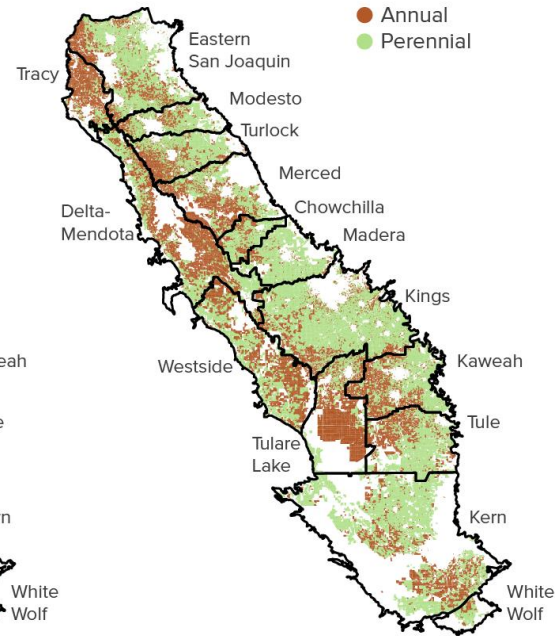 Annual
Perennial
Eastern
San Joaquin
Tracy
Modesto
Turlock
Merced
Delta-
Mendota
Chowchilla
Madera
Kings
Westside
Kaweah
eah
Tule
e
Tulare
Lake
Kern
n
White
Wolf
White
Wolf